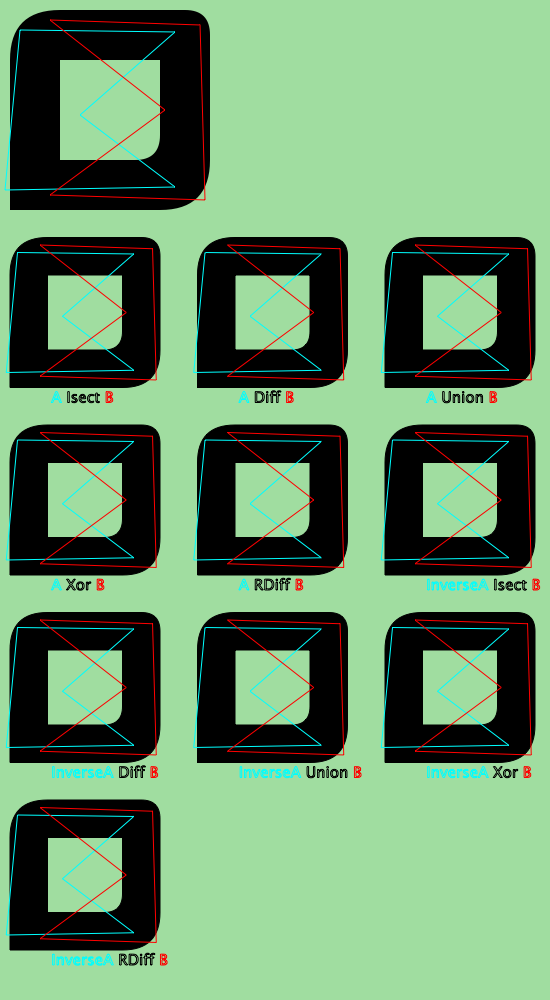 A Isect B
A Diff B
A Union B
A Xor B
A RDiff B
InverseA Isect B
InverseA Diff B
InverseA Union B
InverseA Xor B
InverseA RDiff B